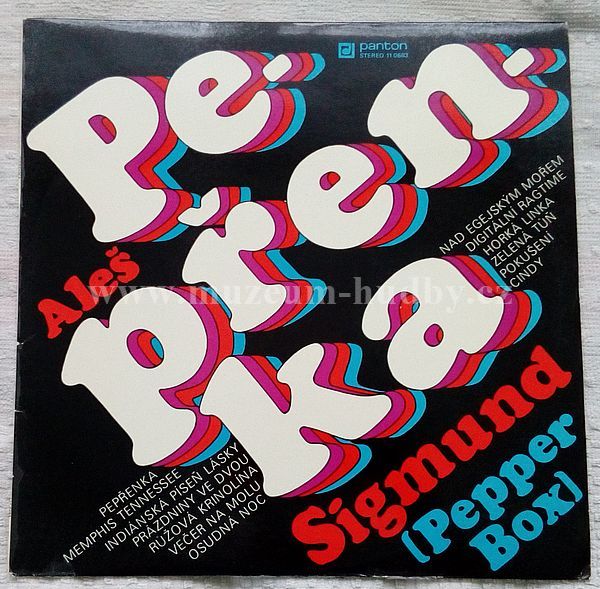 panton
STEREO 11 0683
Pe-
přen-
ka
Aleš
Sigmund
(Pepper
Box)
NAD EGEJSKÝM MOŘEM
DIGITÁLNÍ RAGTIME
HORKÁ LINKA
ZELENÁ TŮŇ
POKUŠENÍ
CINDY
PEPŘENKA
MEMPHIS TENNESSEE
INDIÁNSKÁ PÍSEŇ LÁSKY
PRÁZDNINY VE DVOU
RŮŽOVÁ KRINOLÍNA
VEČER NA MOLU
OSUDNÁ NOC
www.muzeum-hudby.cz